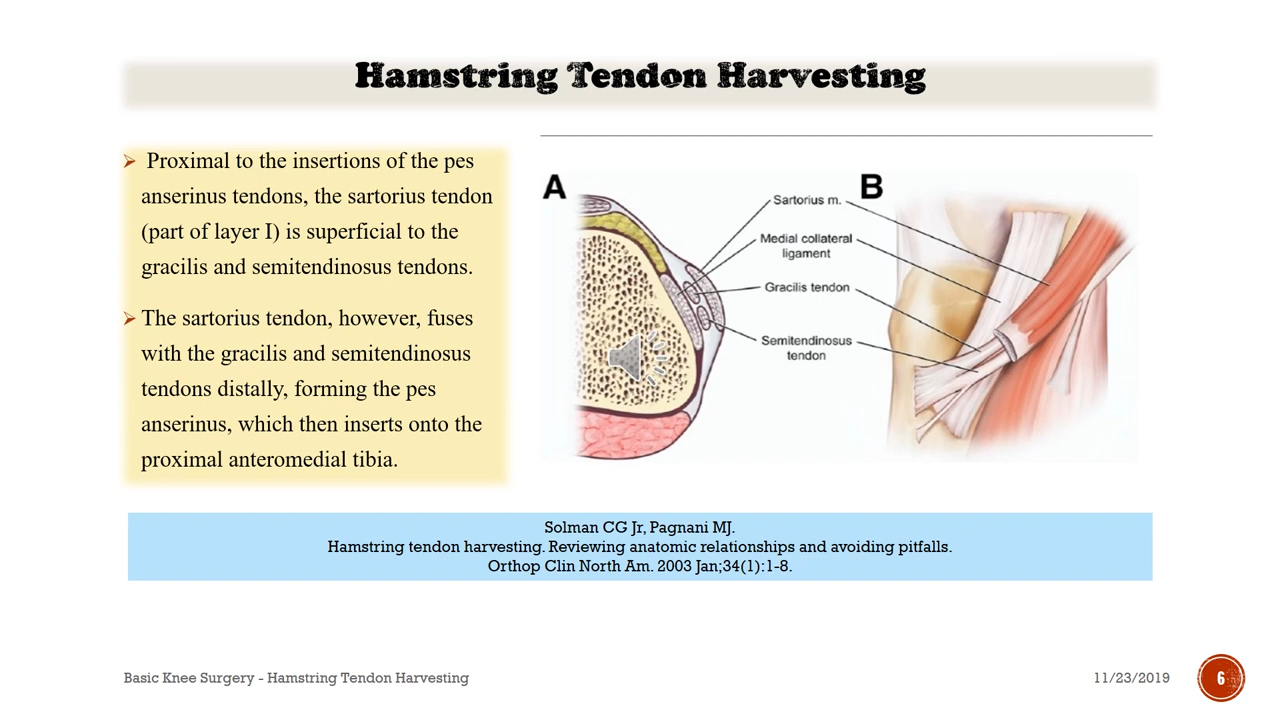 Hamstring Tendon Harvesting
Proximal to the insertions of the pes
anserinus tendons, the sartorius tendon
(part of layer I) is superficial to the
gracilis and semitendinosus tendons.
The sartorius tendon, however, fuses
with the gracilis and semitendinosus
tendons distally, forming the pes
anserinus, which then inserts onto the
proximal anteromedial tibia.
A
B
Sartorius m.
Medial collateral
ligament
Gracilis tendon
Semitendinosus
tendon
Solman CG Jr, Pagnani MJ.
Hamstring tendon harvesting. Reviewing anatomic relationships and avoiding pitfalls.
Orthop Clin North Am. 2003 Jan;34(1):1-8.
Basic Knee Surgery - Hamstring Tendon Harvesting
11/23/2019
6